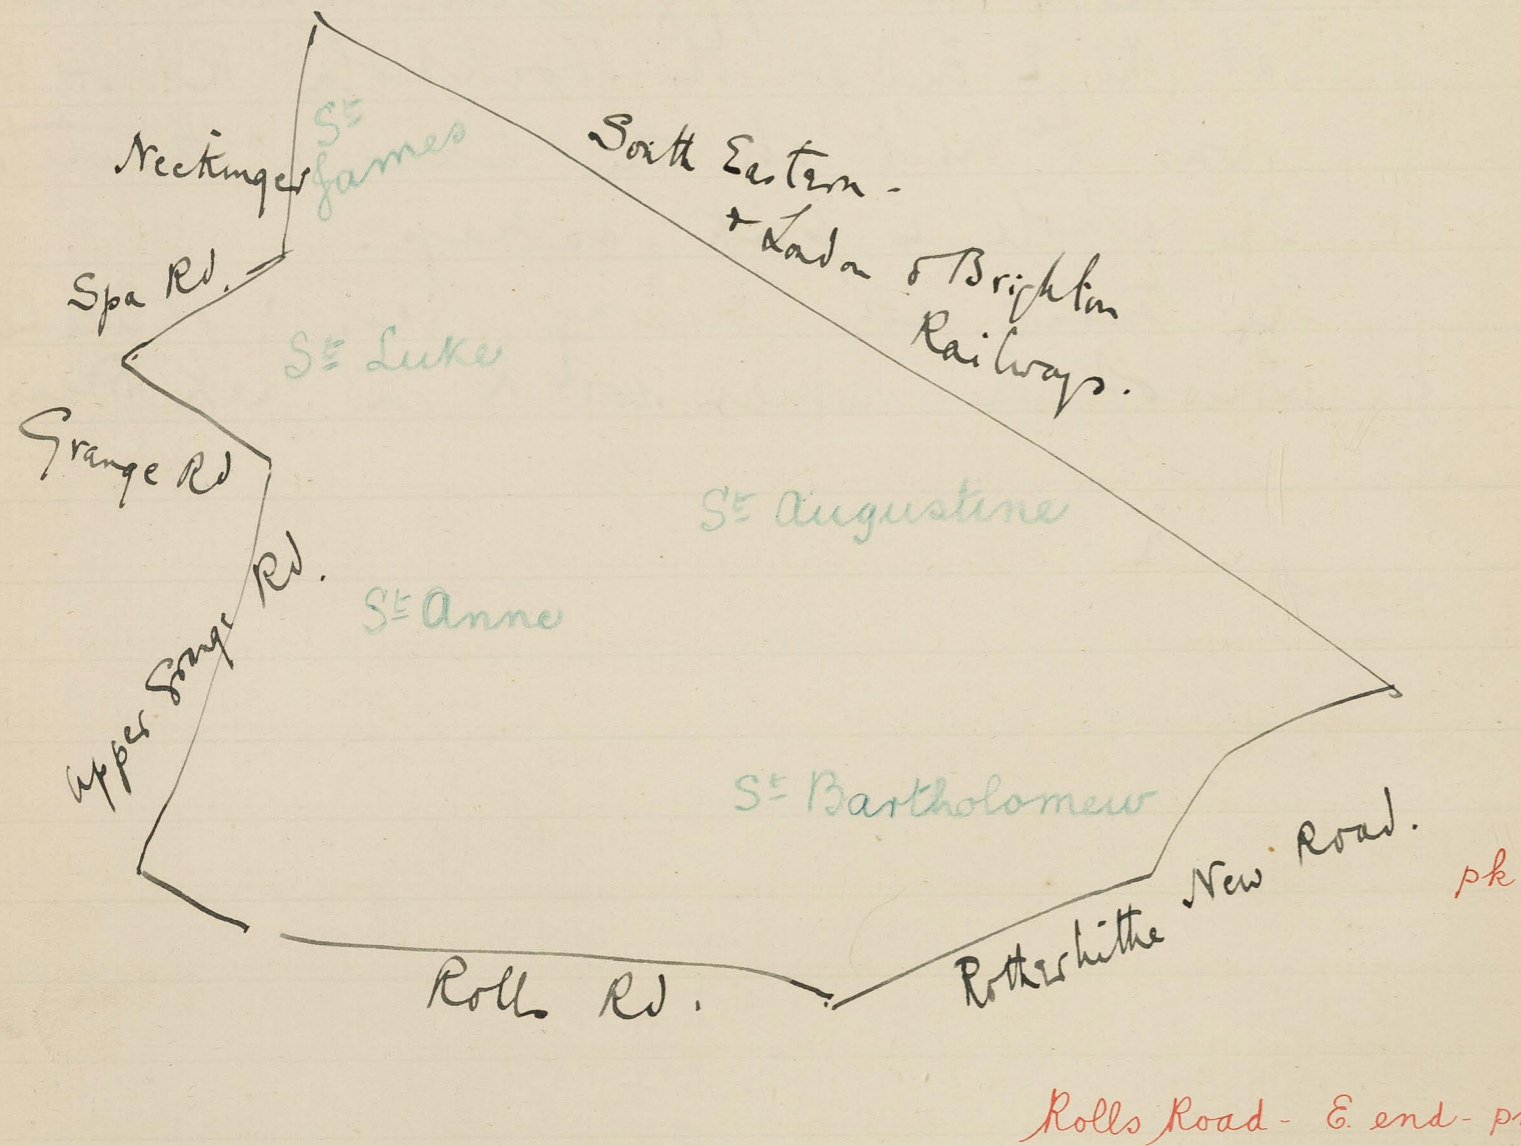 St
James
Neckinger
South Eastern -
& London & Brighton
Railways.
Spa Rd.
St Luke
Grange Rd
St Augustine
Upper Grange Rd.
St Anne
St Bartholomew
Rotherhithe New Road.
pk
Rolls Rd.
Rolls Road - E. end -